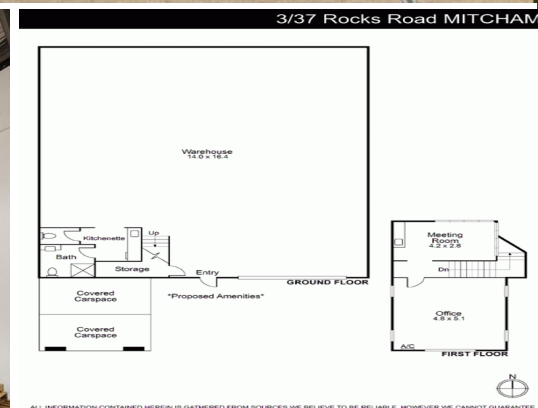 3/37 Rocks Road MITCHAM
Warehouse
14.0 x 16.4
Kitchenette
Up
Bath
Storage
Entry
GROUND FLOOR
Covered
Carspace
*Proposed Amenities*
Covered
Carspace
Meeting
Room
4.2 x 2.8
Dn
Office
4.8 x 5.1
A/C
FIRST FLOOR
N
ALL INFORMATION CONTAINED HEREIN IS GATHERED FROM SOURCES WE BELIEVE TO BE RELIABLE. HOWEVER WE CANNOT GUARANTEE